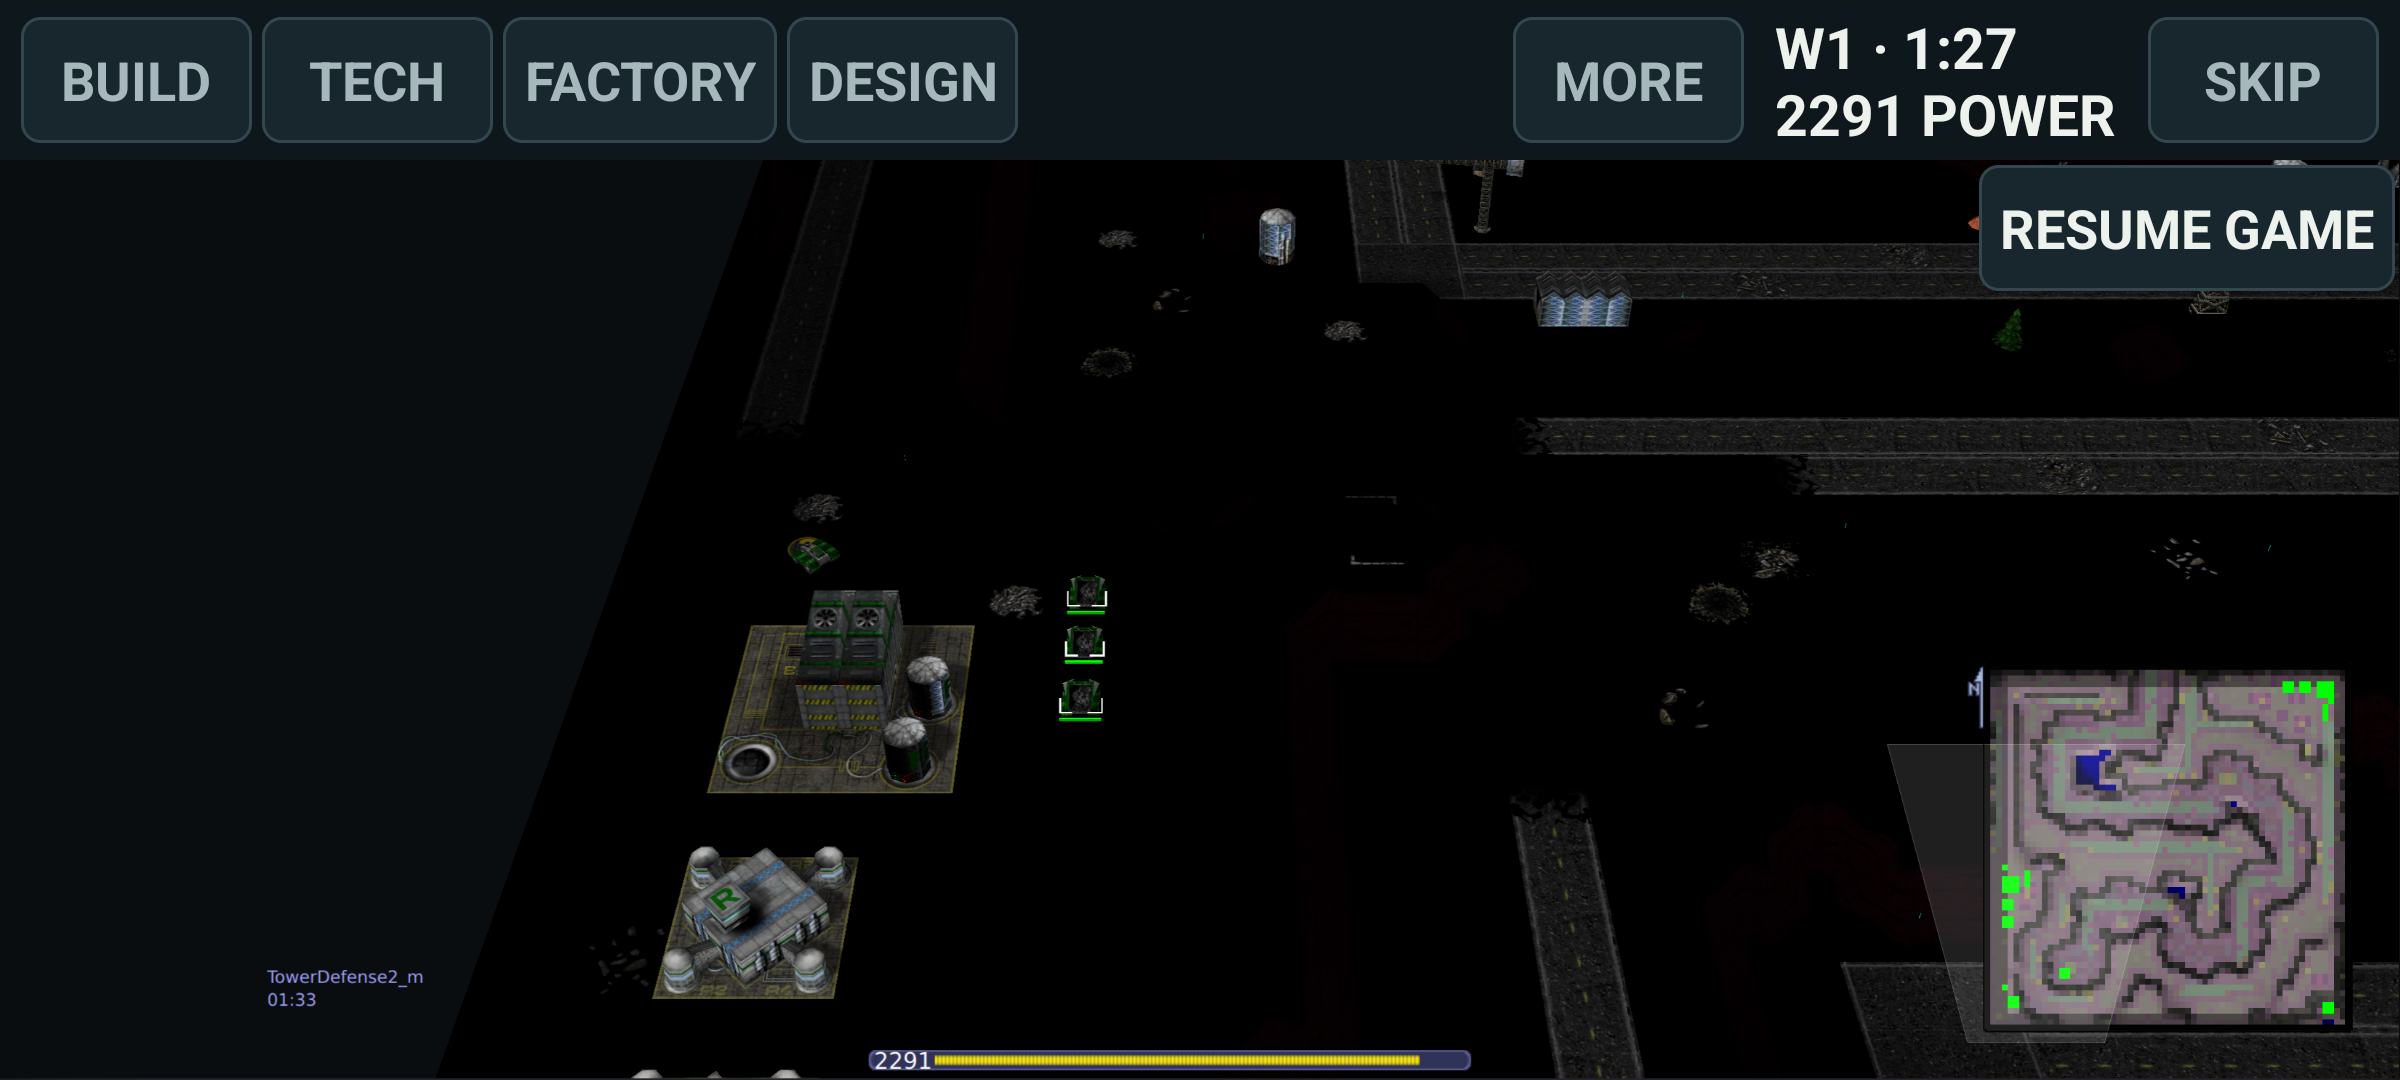 BUILD
TECH
FACTORY
DESIGN
MORE
W1 · 1:27
2291 POWER
SKIP
RESUME GAME
R
N
TowerDefense2_m
01:33
2291